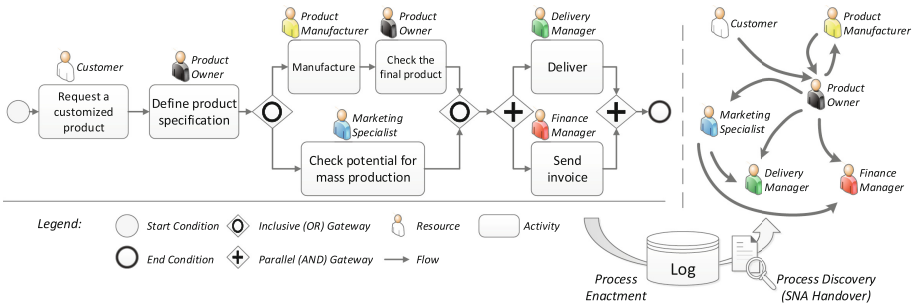 Customer
Request a
customized
product
Product
Owner
Define product
specification
Product
Manufacturer
Manufacture
Product
Owner
Check the
final product
Marketing
Specialist
Check potential for
mass production
Delivery
Manager
Deliver
Finance
Manager
Send
invoice
Customer
Product
Manufacturer
Product
Owner
Marketing
Specialist
Delivery
Manager
Finance
Manager
Legend:
Start Condition
Inclusive (OR) Gateway
Resource
Activity
End Condition
Parallel (AND) Gateway
Flow
Process
Enactment
Log
Process Discovery
(SNA Handover)